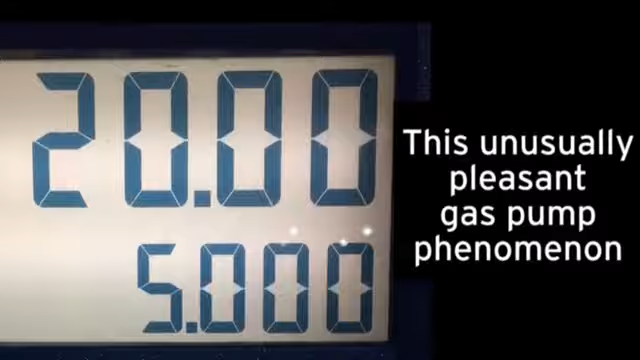 20.00
5.000
This unusually
pleasant
gas pump
phenomenon